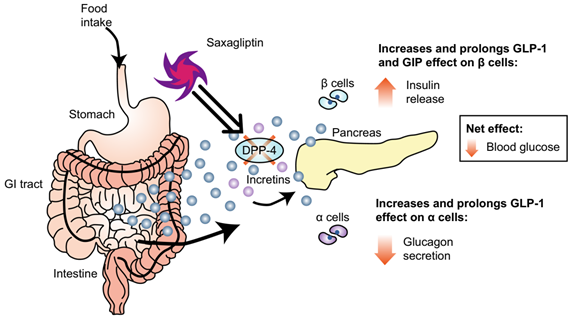 Food
intake
Saxagliptin
Stomach
GI tract
Intestine
DPP-4
Incretins
β cells
Pancreas
α cells
Increases and prolongs GLP-1
and GIP effect on β cells:
Insulin
release
Net effect:
Blood glucose
Increases and prolongs GLP-1
effect on α cells:
Glucagon
secretion